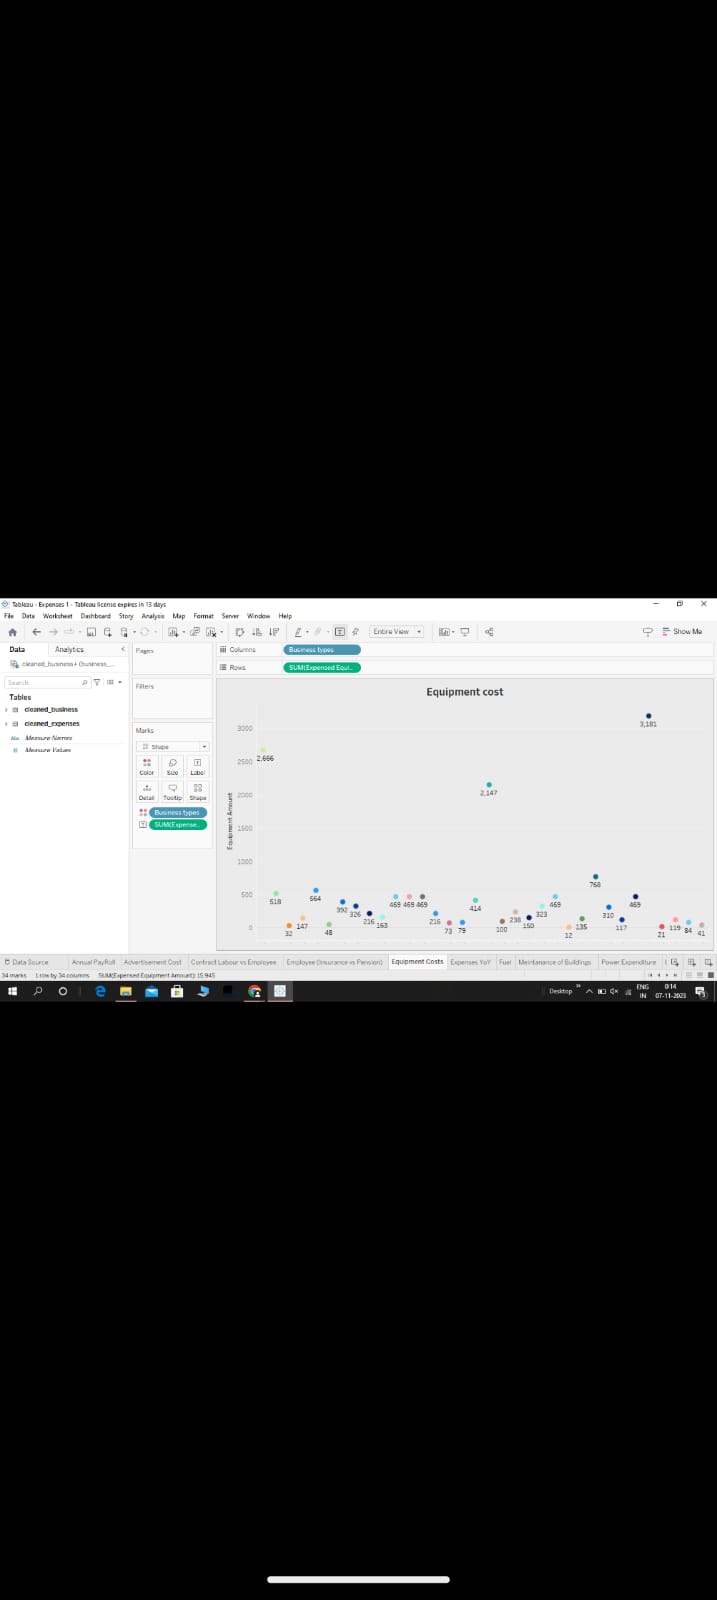 Tableau - Expenses 1 - Tableau license expires in 13 days
File Data Worksheet Dashboard Story Analysis Map Format Server Window Help
Entire View
Show Me
Data Analytics
cleaned_business+ (business_...
Search
Tables
cleaned_business
cleaned_expenses
Abc Measure Names
# Measure Values
Pages
Filters
Marks
Shape
Color Size Label
Detail Tooltip Shape
Business types
SUM(Expense..
Columns Business types
Rows SUM(Expensed Equi..
Equipment cost
Equipment Amount
3000
2500
2000
1500
1000
500
0
2,666
518
32
147
564
48
392
326
216
163
469
469
469
216
73
79
414
2,147
100
238
150
323
469
12
135
768
310
117
469
3,181
21
119
84
41
Data Source Annual PayRoll Advertisement Cost Contract Labour vs Employee Employee (Insurance vs Pension) Equipment Costs Expenses YoY Fuel Meintanance of Buildings Power Expenditure
34 marks 1 row by 34 columns SUM(Expensed Equipment Amount): 15,945
Desktop
ENG
IN
0:14
07-11-2023